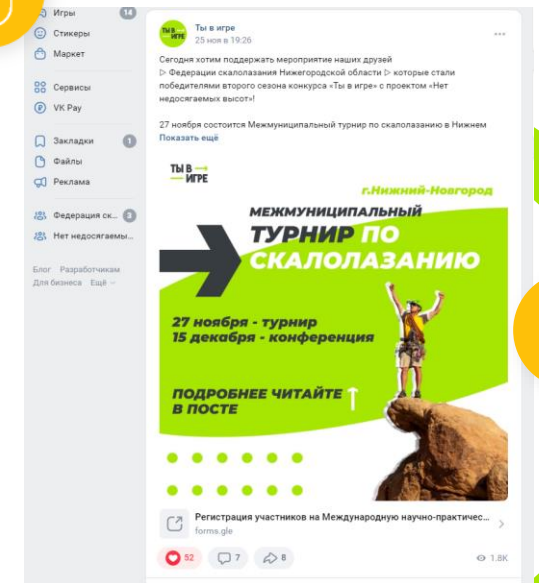 Игры 14
Стикеры
Маркет
Сервисы
VK Pay
Закладки 1
Файлы
Реклама
Федерация ск... 3
Нет недосягаемы...
Блог Разработчикам
Для бизнеса Ещё
ТЫ В ИГРЕ
Ты в игре
25 ноя в 19:26
Сегодня хотим поддержать мероприятие наших друзей
▷ Федерации скалолазания Нижегородской области ▷ которые стали
победителями второго сезона конкурса «Ты в игре» с проектом «Нет
недосягаемых высот»!
27 ноября состоится Межмуниципальный турнир по скалолазанию в Нижнем
Показать ещё
ТЫ В
ИГРЕ
г.Нижний-Новгород
МЕЖМУНИЦИПАЛЬНЫЙ
ТУРНИР ПО
СКАЛОЛАЗАНИЮ
27 ноября - турнир
15 декабря - конференция
ПОДРОБНЕЕ ЧИТАЙТЕ
В ПОСТЕ
Регистрация участников на Международную научно-практичес...
forms.gle
52 7 8 1.8K